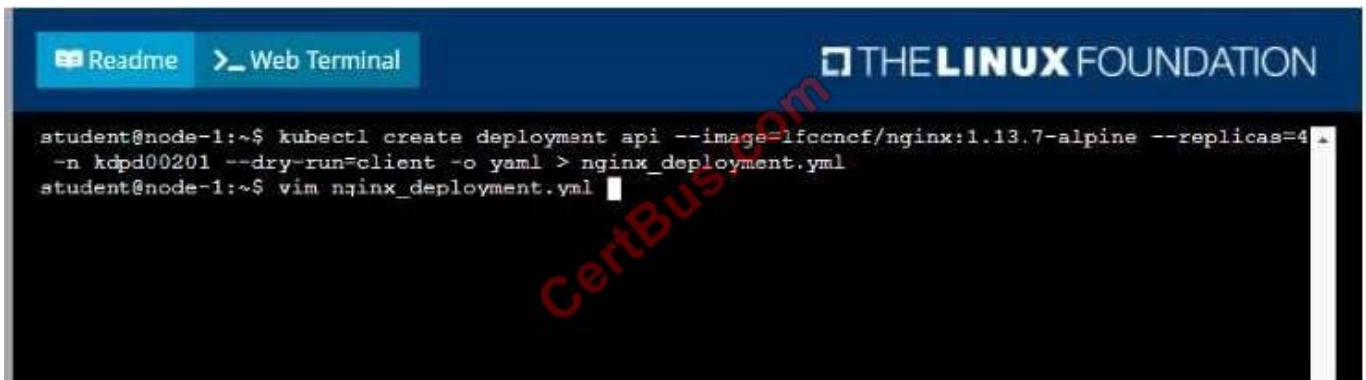 Readme >_ Web Terminal THE LINUX FOUNDATION
student@node-1:~$ kubectl create deployment api --image=lfccncf/nginx:1.13.7-alpine --replicas=4
-n kdpd00201 --dry-run=client -o yaml > nginx_deployment.yml
student@node-1:~$ vim nginx_deployment.yml
CertBus.com